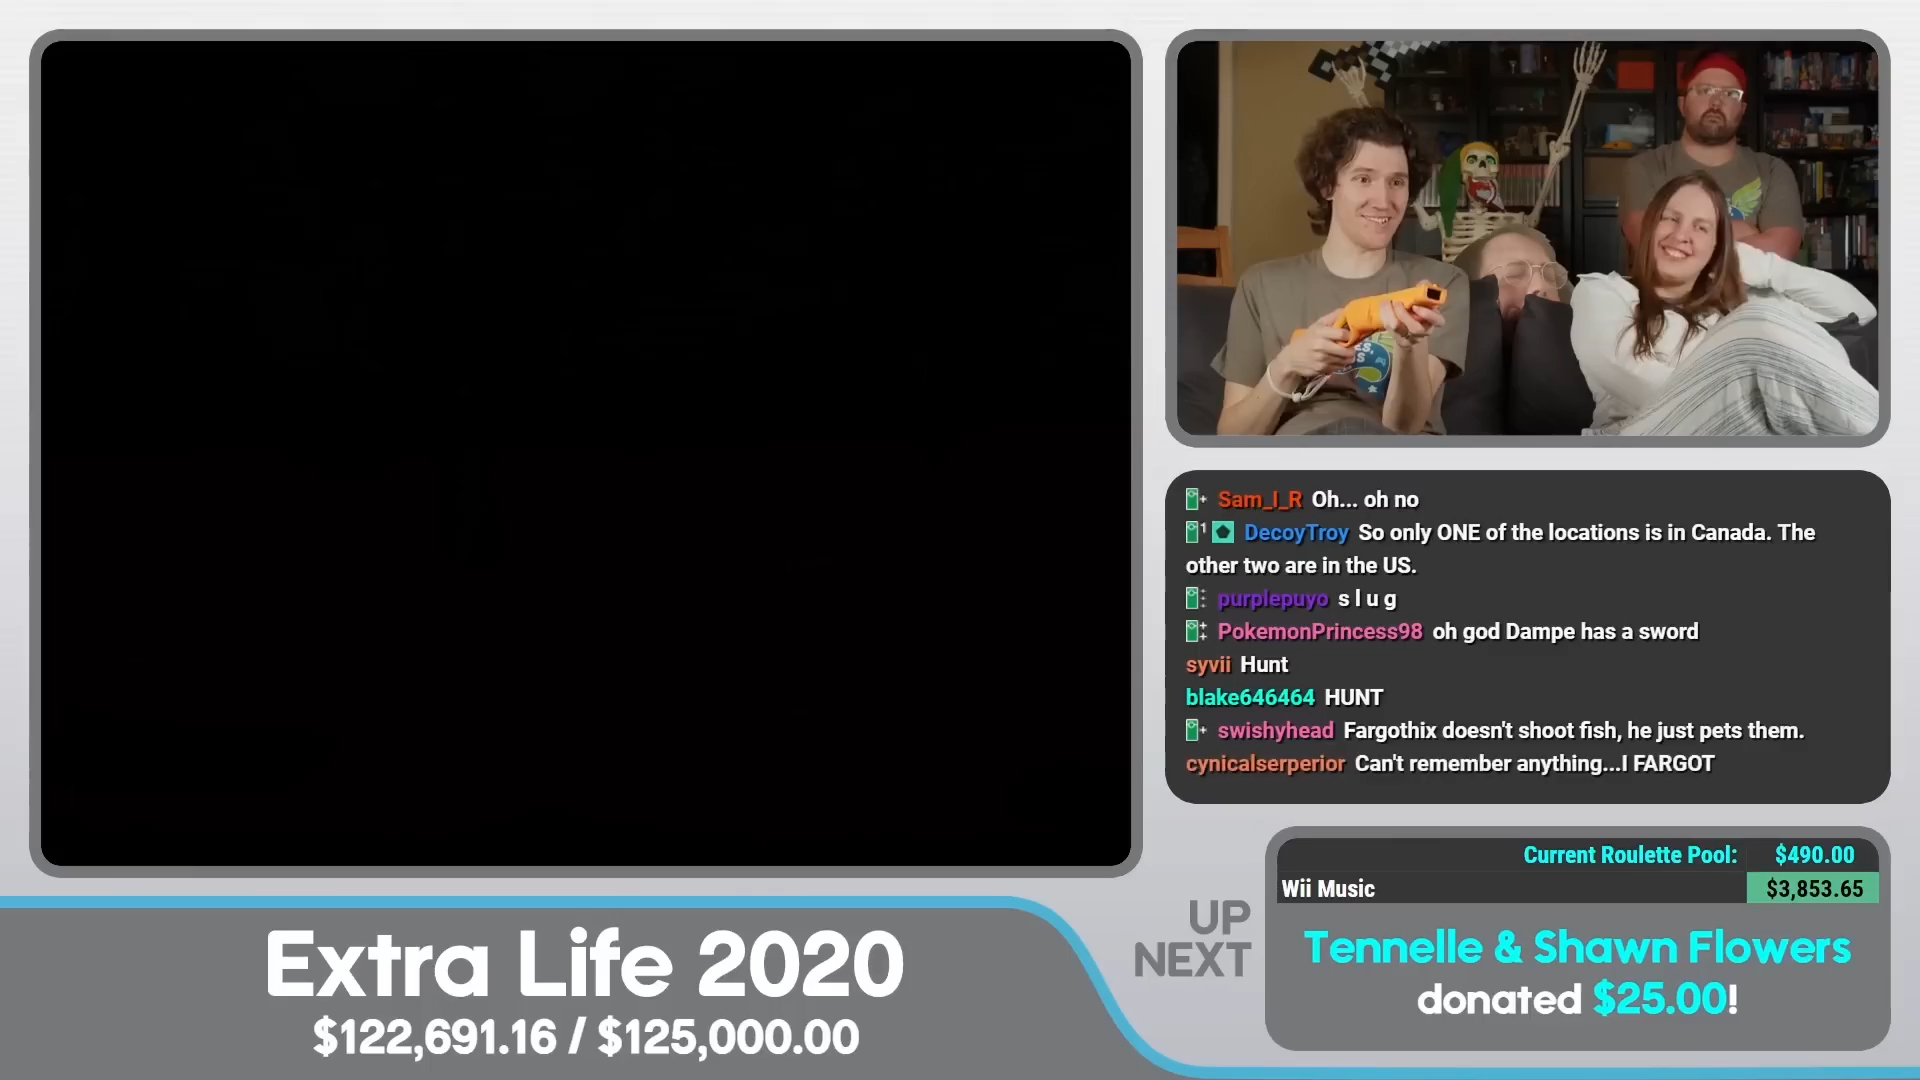 Sam_I_R Oh... oh no
DecoyTroy So only ONE of the locations is in Canada. The
other two are in the US.
purplepuyo s l u g
PokemonPrincess98 oh god Dampe has a sword
syvii Hunt
blake646464 HUNT
swishyhead Fargothix doesn't shoot fish, he just pets them.
cynicalserperior Can't remember anything...I FARGOT
Current Roulette Pool: $490.00
Wii Music $3,853.65
UP
NEXT
Tennelle & Shawn Flowers
donated $25.00!
Extra Life 2020
$122,691.16 / $125,000.00